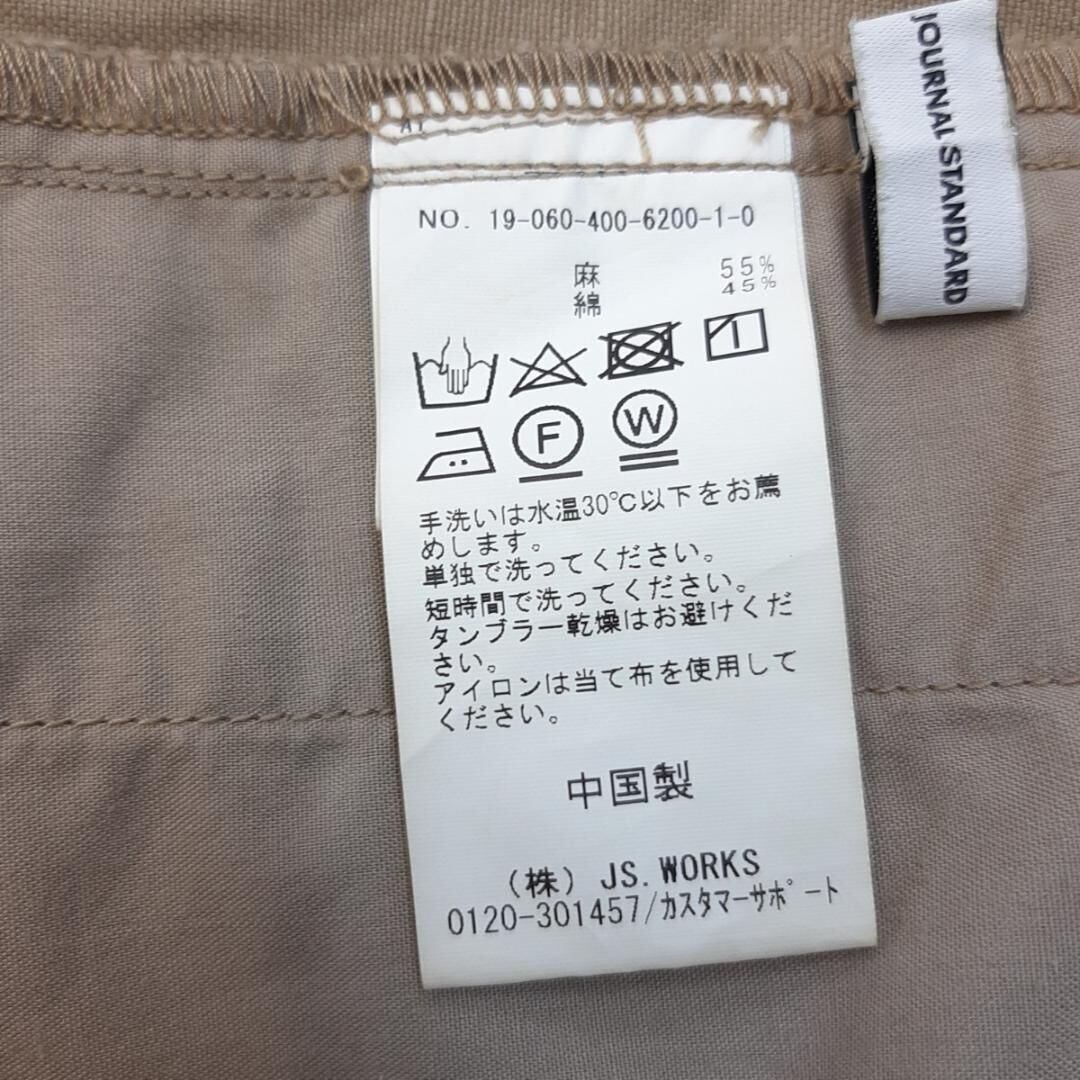 JOURNAL STANDARD
NO. 19-060-400-6200-1-0
麻 55%
綿 45%
F W
手洗いは水温30℃以下をお薦
めします。
単独で洗ってください。
短時間で洗ってください。
タンブラー乾燥はお避けくだ
さい。
アイロンは当て布を使用して
ください。
中国製
(株) JS.WORKS
0120-301457/カスタマーサポート